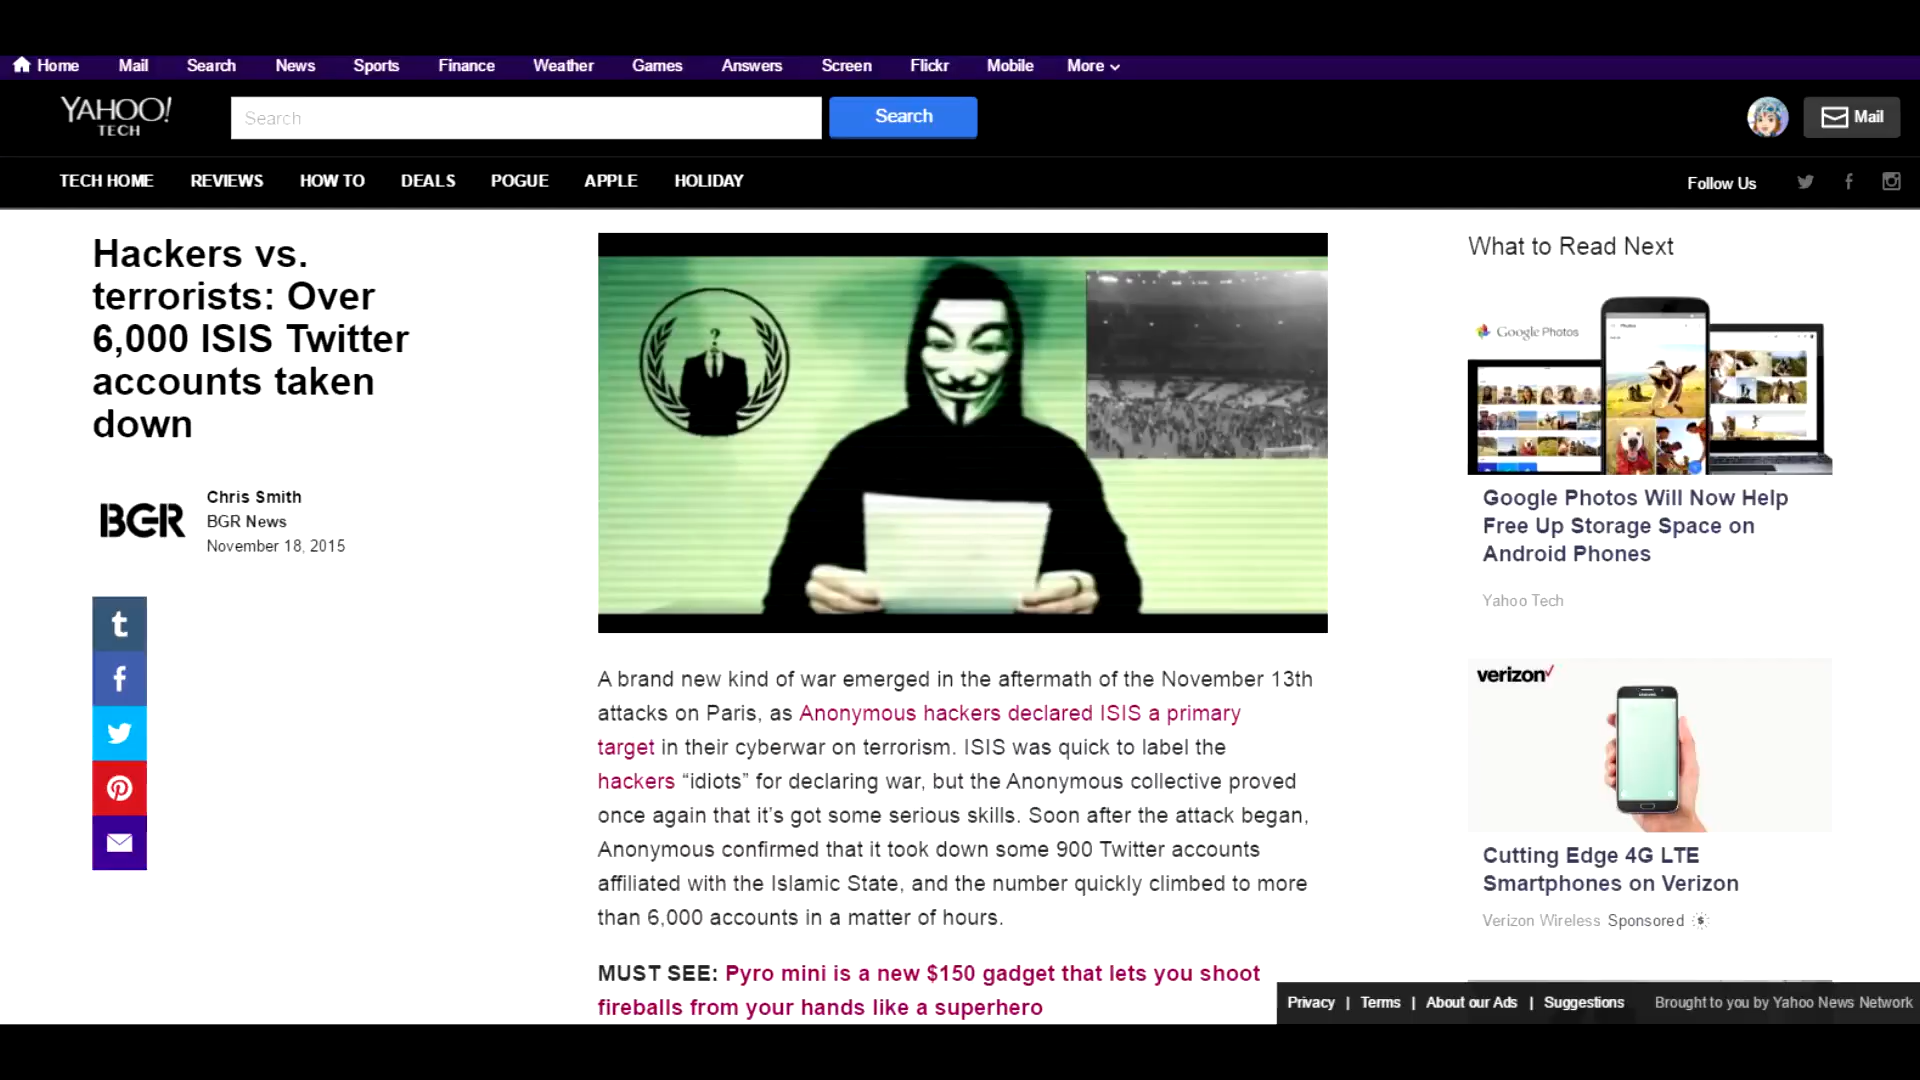 Home Mail Search News Sports Finance Weather Games Answers Screen Flickr Mobile More
YAHOO!
TECH
Search
Search
Mail
TECH HOME REVIEWS HOW TO DEALS POGUE APPLE HOLIDAY
Follow Us
Hackers vs.
terrorists: Over
6,000 ISIS Twitter
accounts taken
down
BGR
Chris Smith
BGR News
November 18, 2015
?
A brand new kind of war emerged in the aftermath of the November 13th
attacks on Paris, as Anonymous hackers declared ISIS a primary
target in their cyberwar on terrorism. ISIS was quick to label the
hackers “idiots” for declaring war, but the Anonymous collective proved
once again that it’s got some serious skills. Soon after the attack began,
Anonymous confirmed that it took down some 900 Twitter accounts
affiliated with the Islamic State, and the number quickly climbed to more
than 6,000 accounts in a matter of hours.
MUST SEE: Pyro mini is a new $150 gadget that lets you shoot
fireballs from your hands like a superhero
What to Read Next
Google Photos
Photos
Google Photos Will Now Help
Free Up Storage Space on
Android Phones
Yahoo Tech
verizon
SAMSUNG
Cutting Edge 4G LTE
Smartphones on Verizon
Verizon Wireless Sponsored $
Privacy | Terms | About our Ads | Suggestions Brought to you by Yahoo News Network